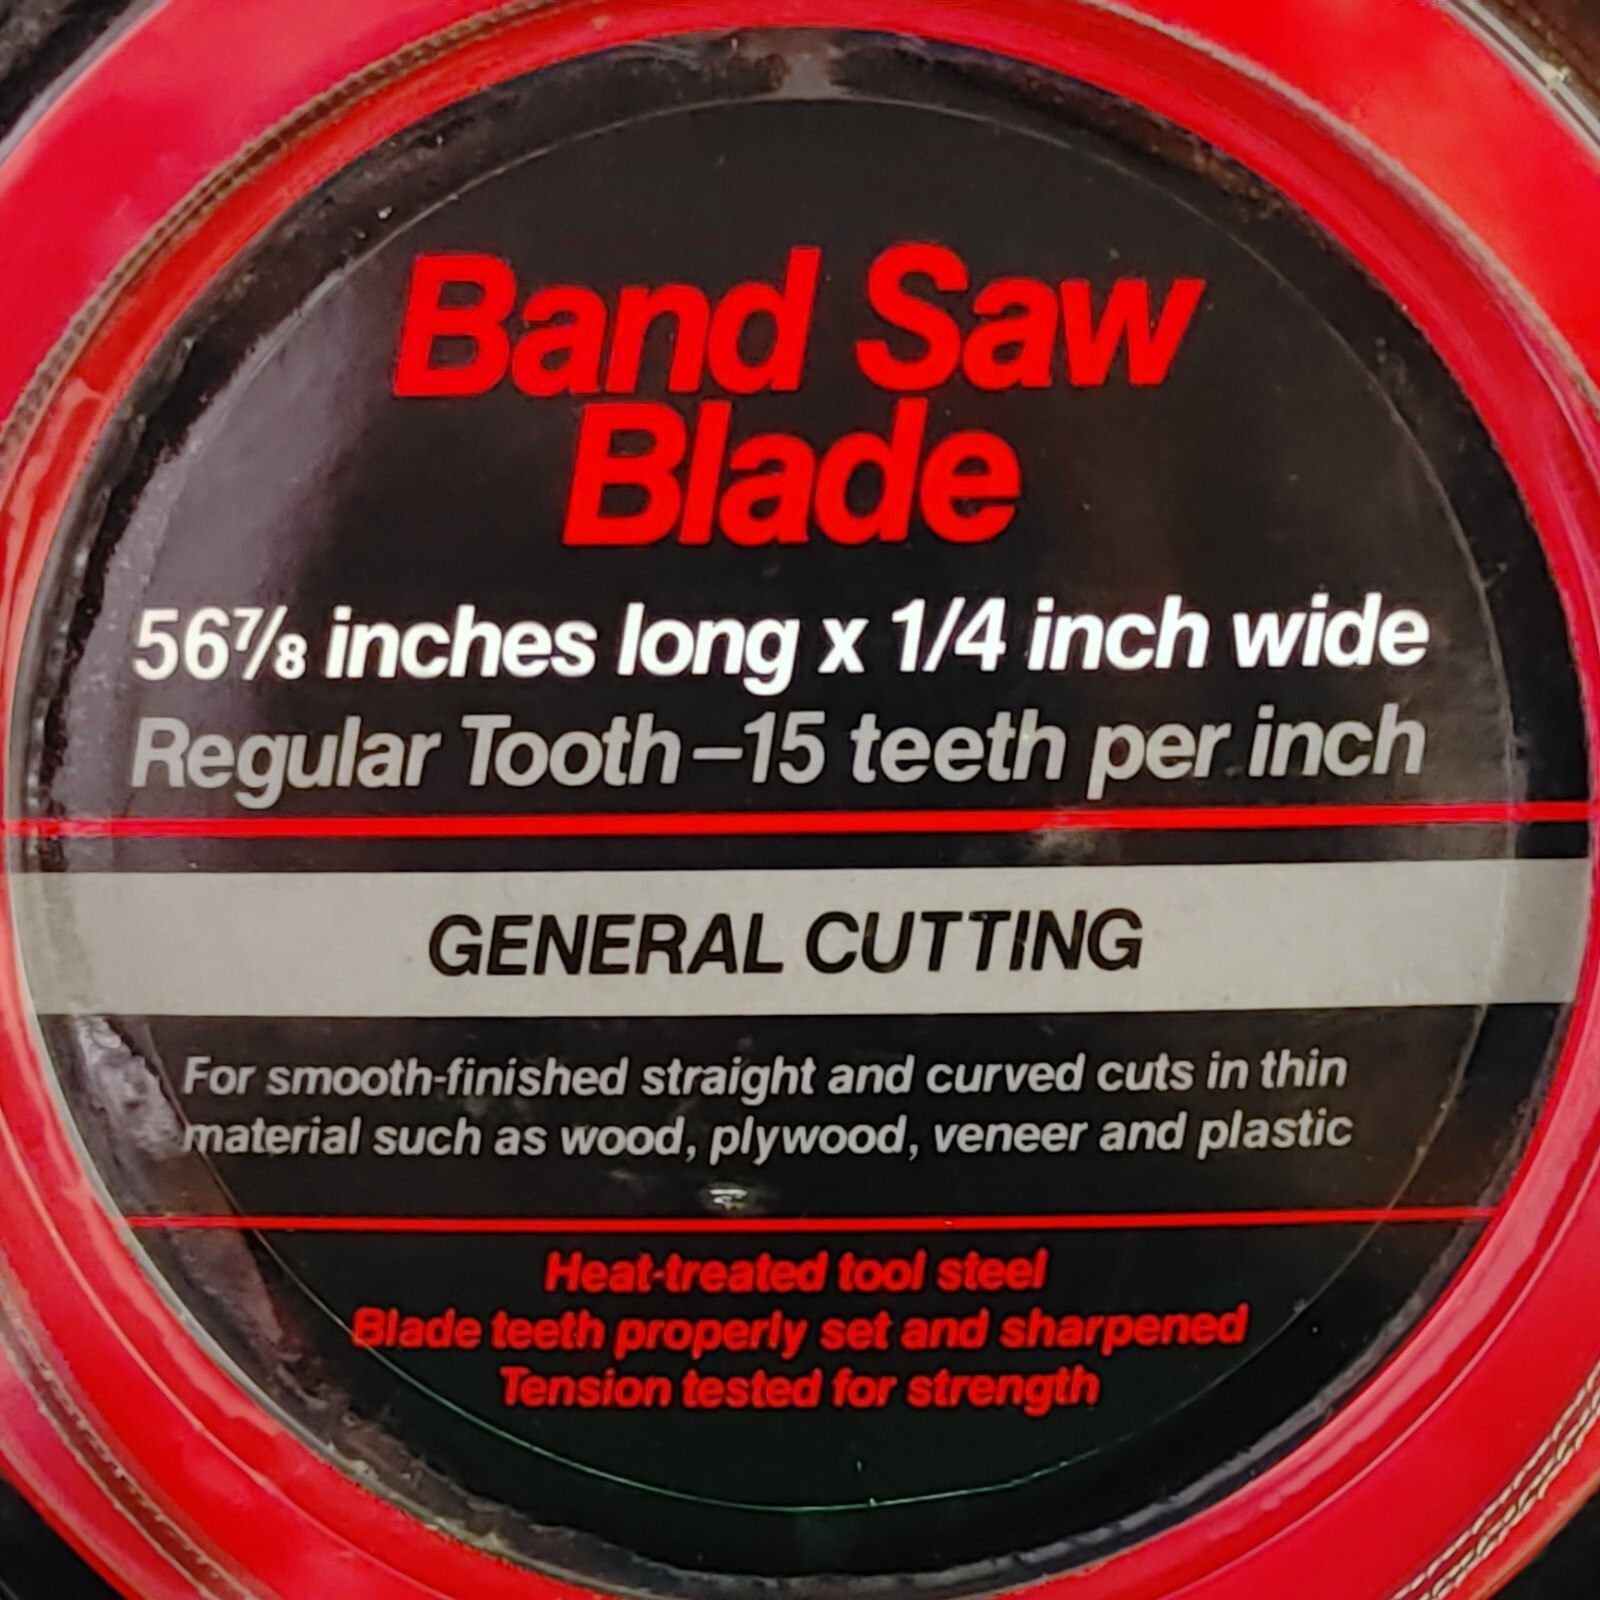 Band Saw
Blade
56⅞ inches long x 1/4 inch wide
Regular Tooth–15 teeth per inch
GENERAL CUTTING
For smooth-finished straight and curved cuts in thin
material such as wood, plywood, veneer and plastic
Heat-treated tool steel
Blade teeth properly set and sharpened
Tension tested for strength